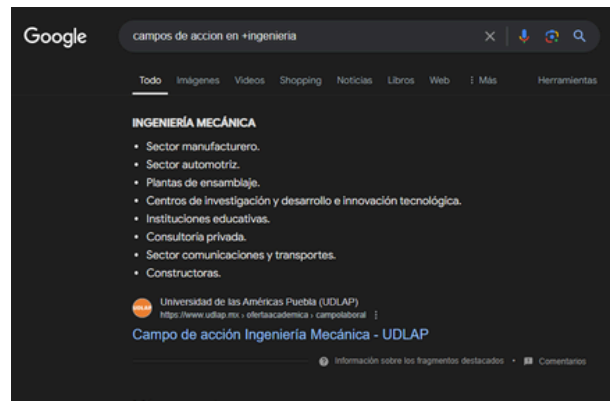 Google
campos de accion en +ingenieria
Todo Imágenes Videos Shopping Noticias Libros Web Más Herramientas
INGENIERÍA MECÁNICA
• Sector manufacturero.
• Sector automotriz.
• Plantas de ensamblaje.
• Centros de investigación y desarrollo e innovación tecnológica.
• Instituciones educativas.
• Consultoría privada.
• Sector comunicaciones y transportes.
• Constructoras.
UDLAP
Universidad de las Américas Puebla (UDLAP)
https://www.udlap.mx › ofertaacademica › campolaboral
Campo de acción Ingeniería Mecánica - UDLAP
Información sobre los fragmentos destacados • Comentarios